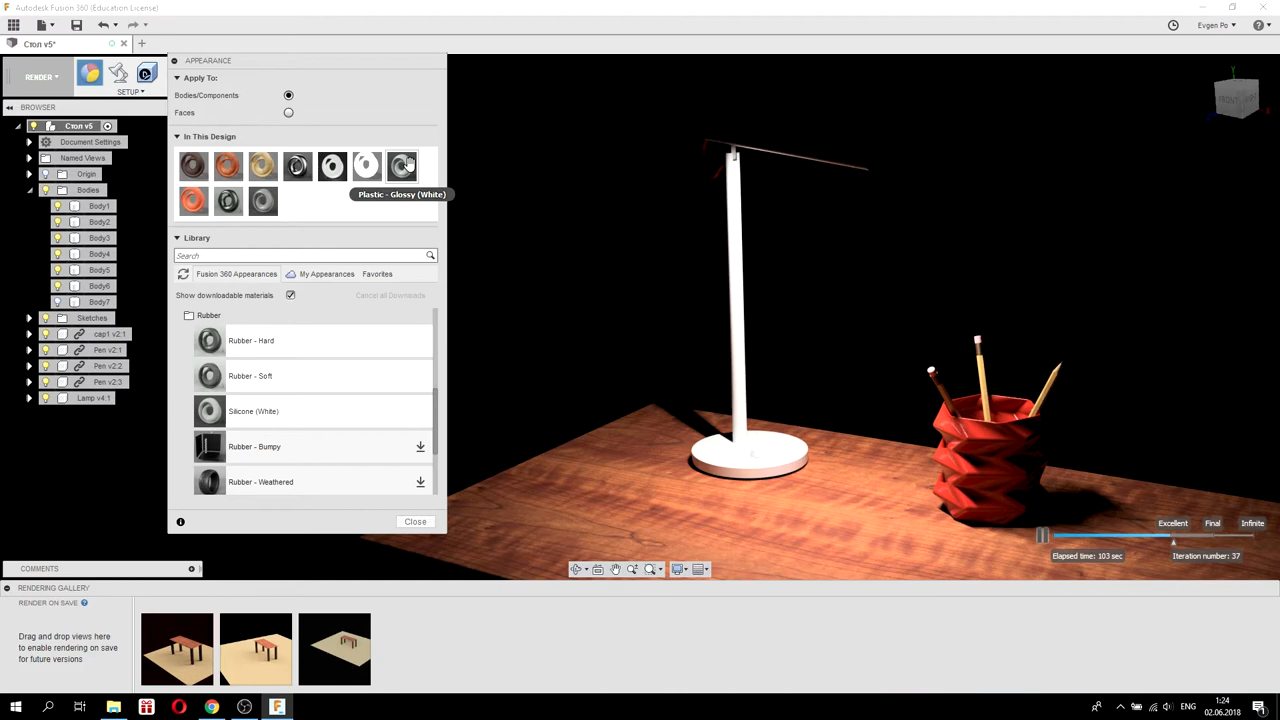 Autodesk Fusion 360 (Education License)
Evgen Po
Стол v5*
APPEARANCE
RENDER
SETUP
Apply To:
Bodies/Components
Faces
In This Design
Plastic - Glossy (White)
Library
Search
Fusion 360 Appearances
My Appearances
Favorites
Show downloadable materials
Cancel all Downloads
Rubber
Rubber - Hard
Rubber - Soft
Silicone (White)
Rubber - Bumpy
Rubber - Weathered
Close
BROWSER
Стол v5
Document Settings
Named Views
Origin
Bodies
Body1
Body2
Body3
Body4
Body5
Body6
Body7
Sketches
cap1 v2:1
Pen v2:1
Pen v2:2
Pen v2:3
Lamp v4:1
Excellent Final Infinite
Elapsed time: 103 sec
Iteration number: 37
COMMENTS
RENDERING GALLERY
RENDER ON SAVE
Drag and drop views here
to enable rendering on save
for future versions
ENG
1:24
02.06.2018